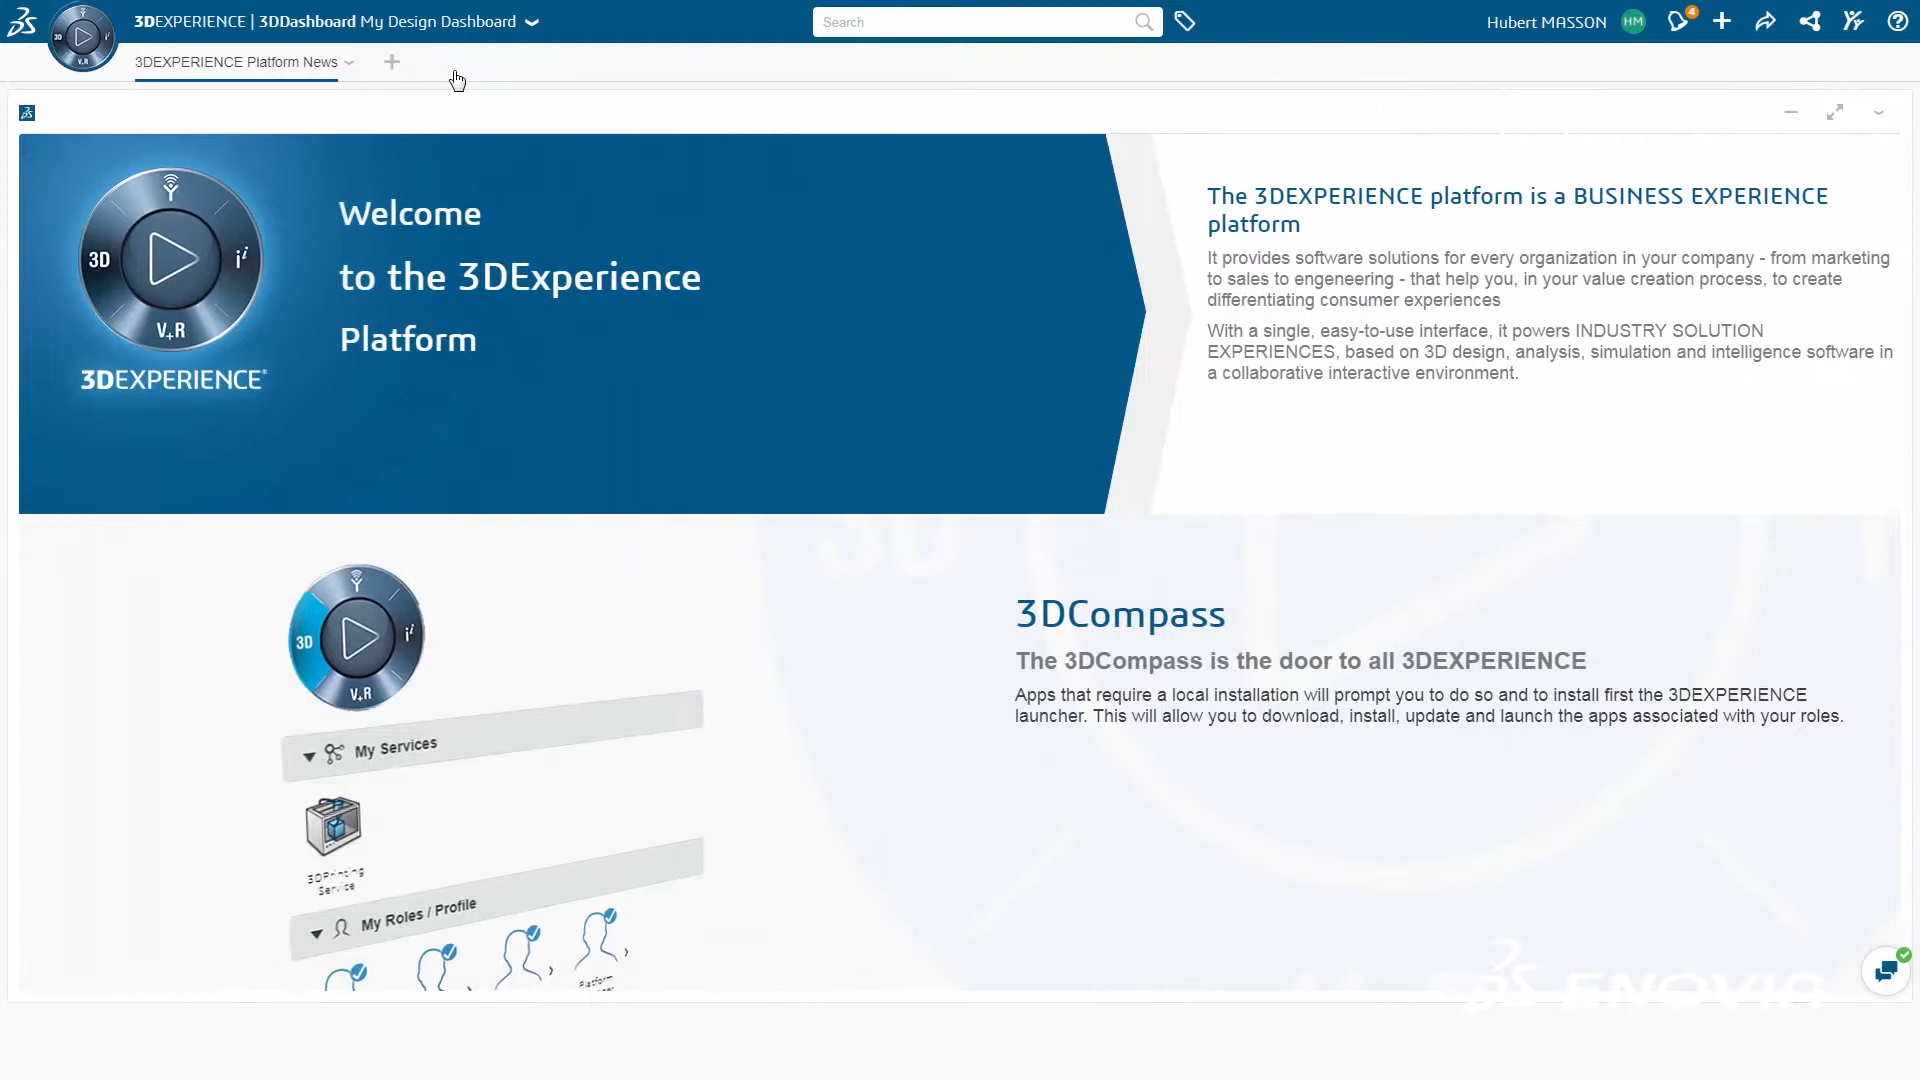 3DEXPERIENCE | 3DDashboard My Design Dashboard
Search
Hubert MASSON
HM
4
3D
V,R
3DEXPERIENCE Platform News
3D
V+R
3DEXPERIENCE®
Welcome
to the 3DExperience
Platform
The 3DEXPERIENCE platform is a BUSINESS EXPERIENCE
platform
It provides software solutions for every organization in your company - from marketing
to sales to engeneering - that help you, in your value creation process, to create
differentiating consumer experiences
With a single, easy-to-use interface, it powers INDUSTRY SOLUTION
EXPERIENCES, based on 3D design, analysis, simulation and intelligence software in
a collaborative interactive environment.
3D
3D
V+R
My Services
3DPrinting
Service
My Roles / Profile
Platform
3DCompass
The 3DCompass is the door to all 3DEXPERIENCE
Apps that require a local installation will prompt you to do so and to install first the 3DEXPERIENCE
launcher. This will allow you to download, install, update and launch the apps associated with your roles.
ENOVIA